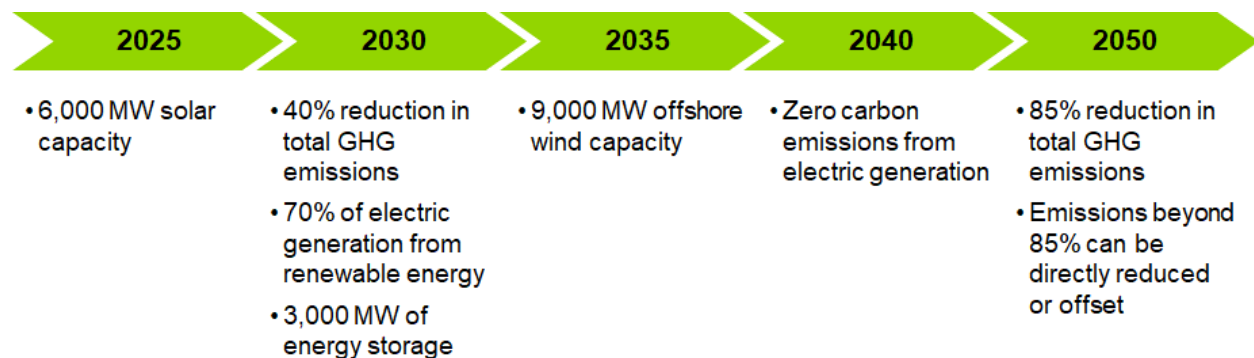 2025
2030
2035
2040
2050
• 6,000 MW solar
capacity
• 40% reduction in
total GHG
emissions
• 70% of electric
generation from
renewable energy
• 3,000 MW of
energy storage
• 9,000 MW offshore
wind capacity
• Zero carbon
emissions from
electric generation
• 85% reduction in
total GHG
emissions
• Emissions beyond
85% can be
directly reduced
or offset